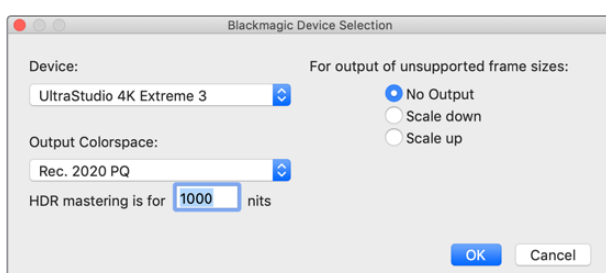 Blackmagic Device Selection
Device:
UltraStudio 4K Extreme 3
Output Colorspace:
Rec. 2020 PQ
HDR mastering is for 1000 nits
For output of unsupported frame sizes:
No Output
Scale down
Scale up
OK
Cancel